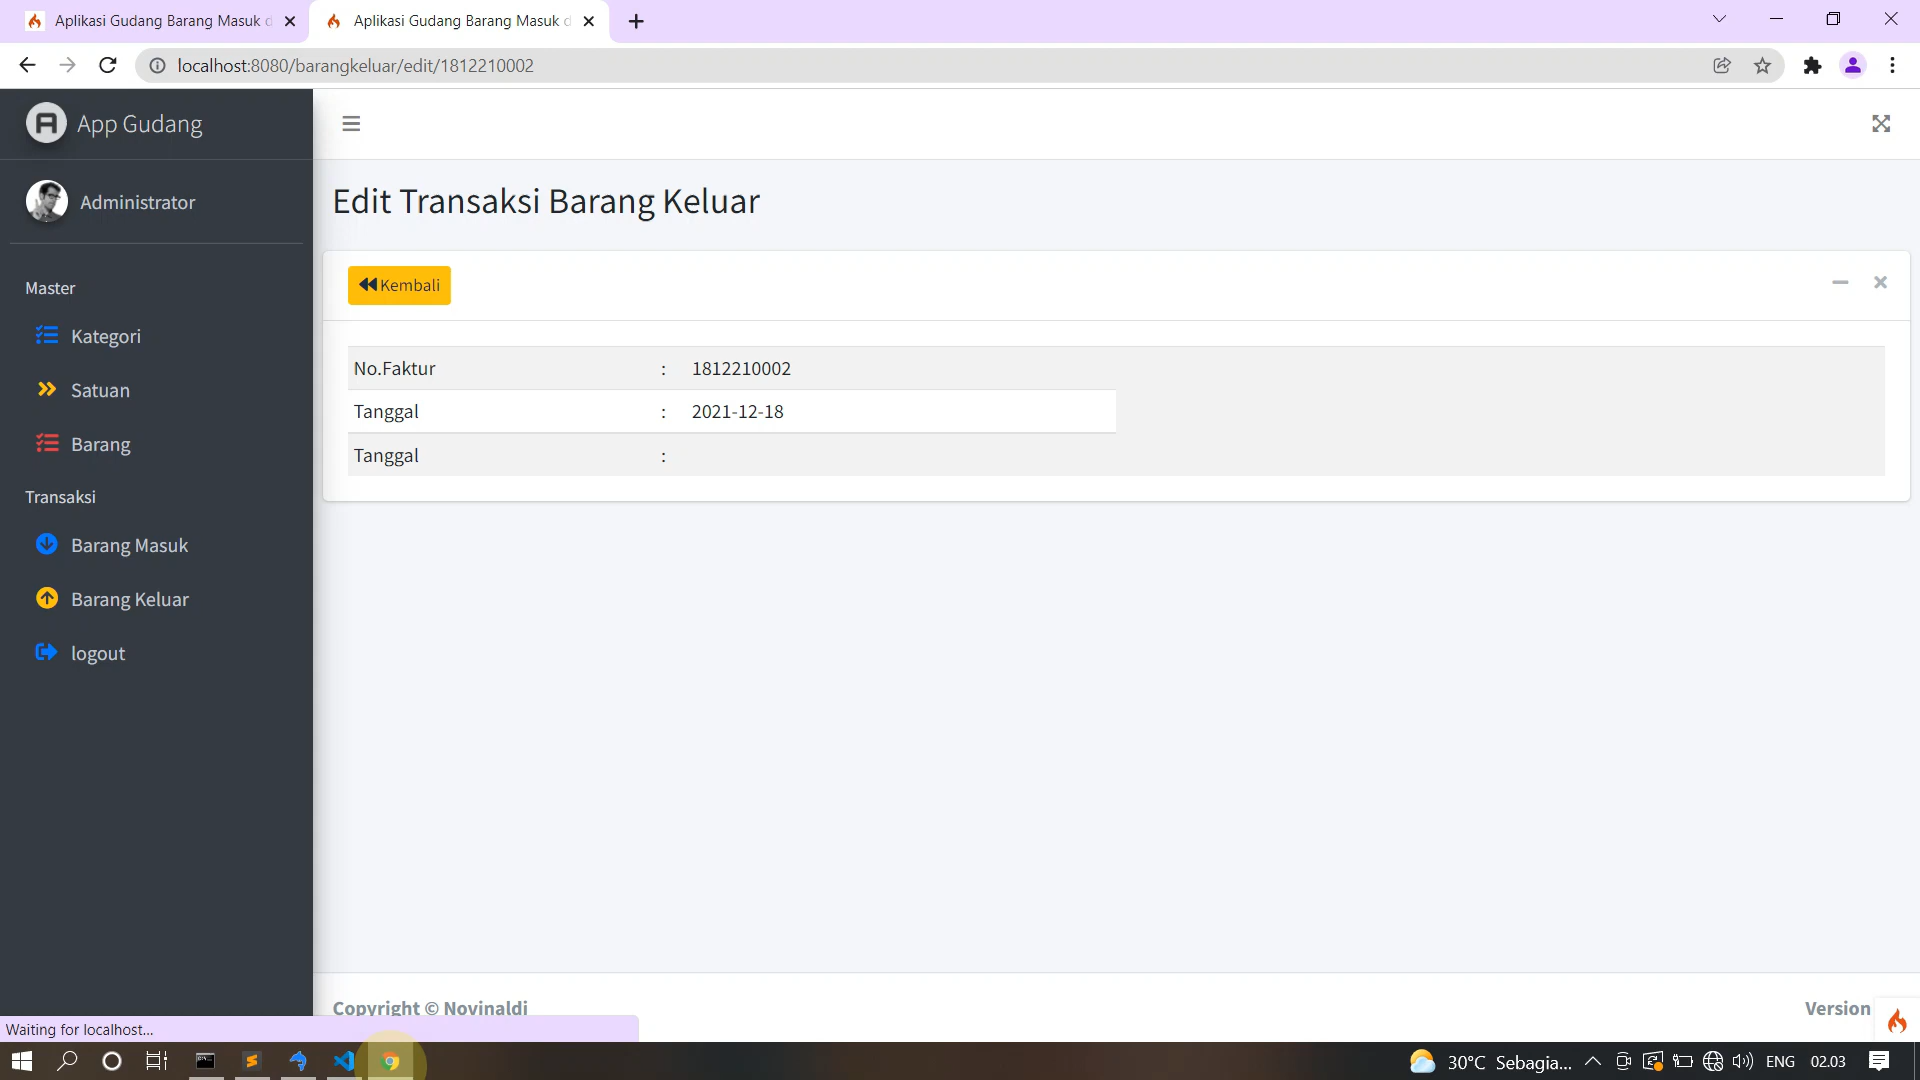 Aplikasi Gudang Barang Masuk d
Aplikasi Gudang Barang Masuk d
localhost:8080/barangkeluar/edit/1812210002
App Gudang
Administrator
Master
Kategori
Satuan
Barang
Transaksi
Barang Masuk
Barang Keluar
logout
Edit Transaksi Barang Keluar
Kembali
No.Faktur : 1812210002
Tanggal : 2021-12-18
Tanggal :
Copyright © Novinaldi
Version
Waiting for localhost...
30°C Sebagia... ENG 02.03